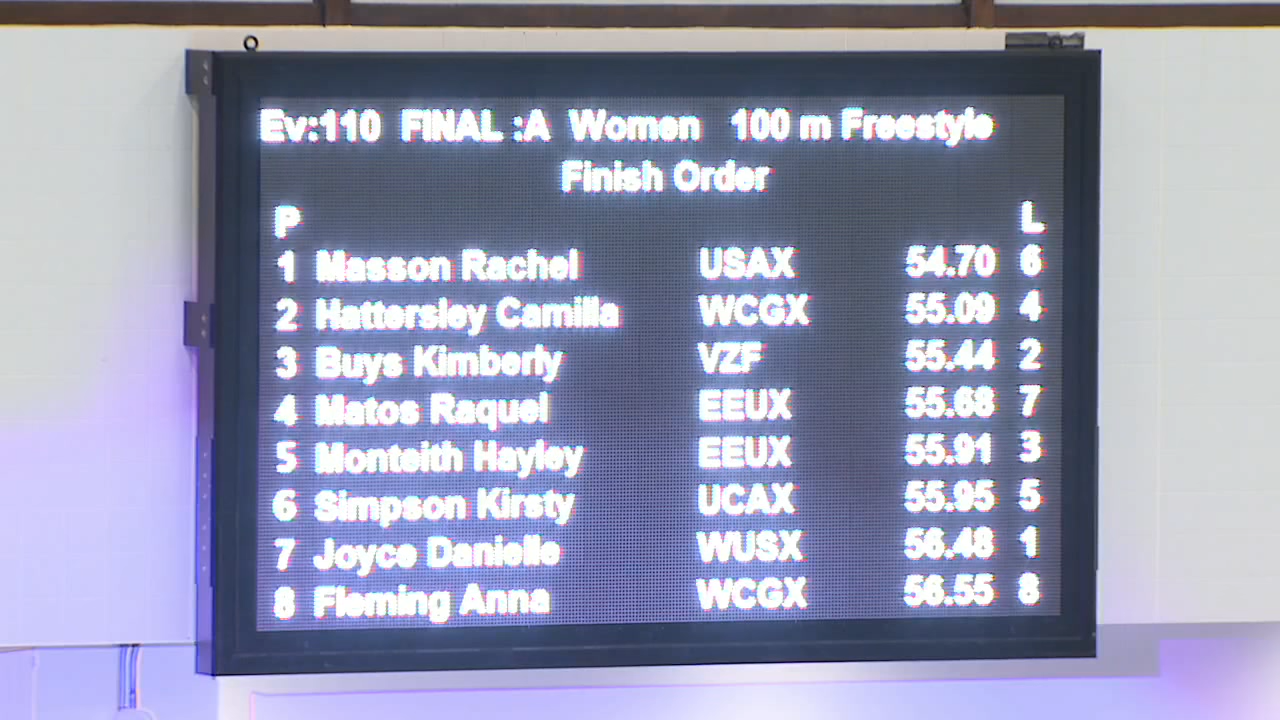 Ev:110 FINAL :A Women 100 m Freestyle
Finish Order
P L
1 Masson Rachel USAX 54.70 6
2 Hattersley Camilla WCGX 55.09 4
3 Buys Kimberly VZF 55.44 2
4 Matos Raquel EEUX 55.68 7
5 Monteith Hayley EEUX 55.91 3
6 Simpson Kirsty UCAX 55.95 5
7 Joyce Danielle WUSX 56.48 1
8 Fleming Anna WCGX 56.55 8